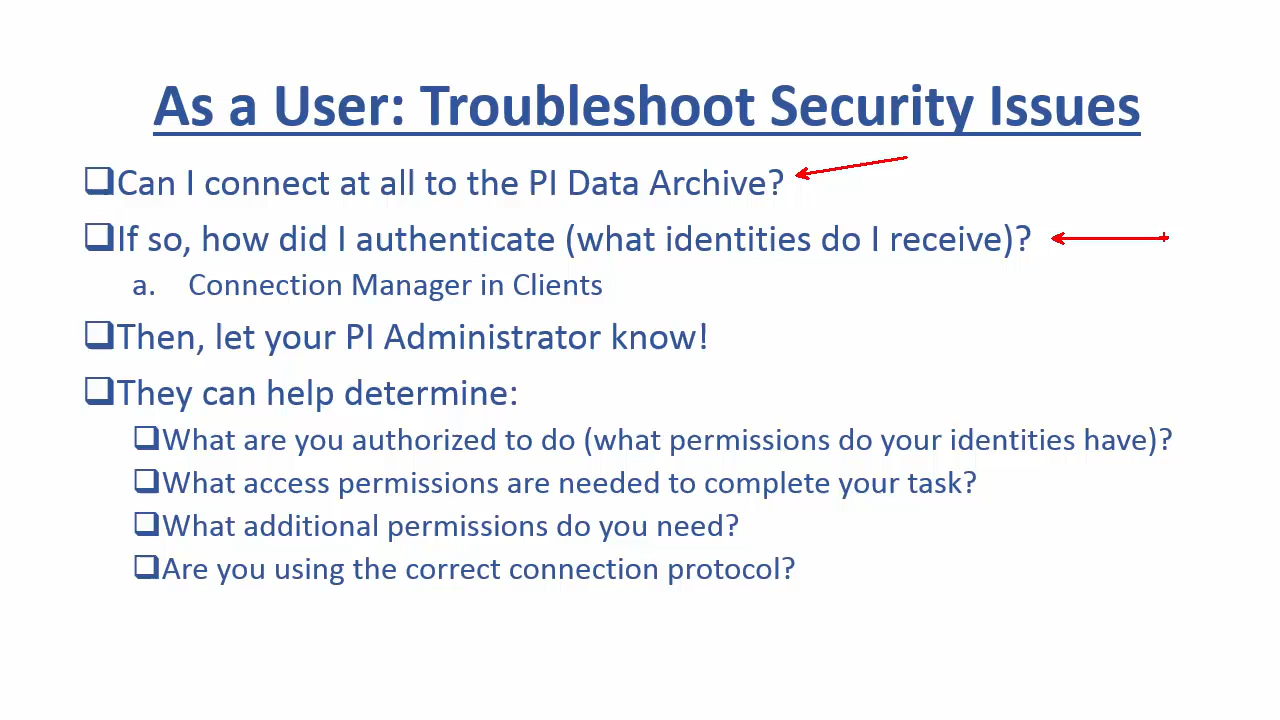 As a User: Troubleshoot Security Issues
❑Can I connect at all to the PI Data Archive?
❑If so, how did I authenticate (what identities do I receive)?
a. Connection Manager in Clients
❑Then, let your PI Administrator know!
❑They can help determine:
❑What are you authorized to do (what permissions do your identities have)?
❑What access permissions are needed to complete your task?
❑What additional permissions do you need?
❑Are you using the correct connection protocol?